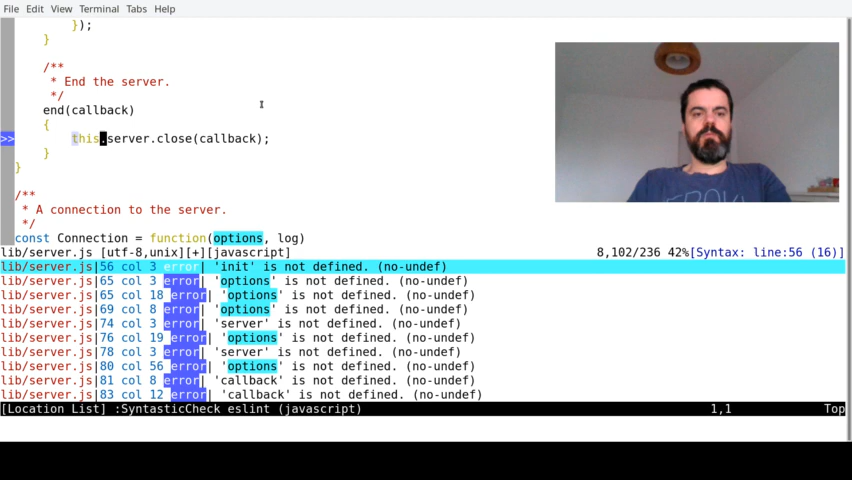 File Edit View Terminal Tabs Help
});
}
/**
* End the server.
*/
end(callback)
{
>> this.server.close(callback);
}
}
/**
* A connection to the server.
*/
const Connection = function(options, log)
lib/server.js [utf-8,unix][+][javascript] 8,102/236 42%[Syntax: line:56 (16)]
lib/server.js|56 col 3 error| 'init' is not defined. (no-undef)
lib/server.js|65 col 3 error| 'options' is not defined. (no-undef)
lib/server.js|65 col 18 error| 'options' is not defined. (no-undef)
lib/server.js|69 col 8 error| 'options' is not defined. (no-undef)
lib/server.js|74 col 3 error| 'server' is not defined. (no-undef)
lib/server.js|76 col 19 error| 'options' is not defined. (no-undef)
lib/server.js|78 col 3 error| 'server' is not defined. (no-undef)
lib/server.js|80 col 56 error| 'options' is not defined. (no-undef)
lib/server.js|81 col 8 error| 'callback' is not defined. (no-undef)
lib/server.js|83 col 12 error| 'callback' is not defined. (no-undef)
[Location List] :SyntasticCheck eslint (javascript) 1,1 Top